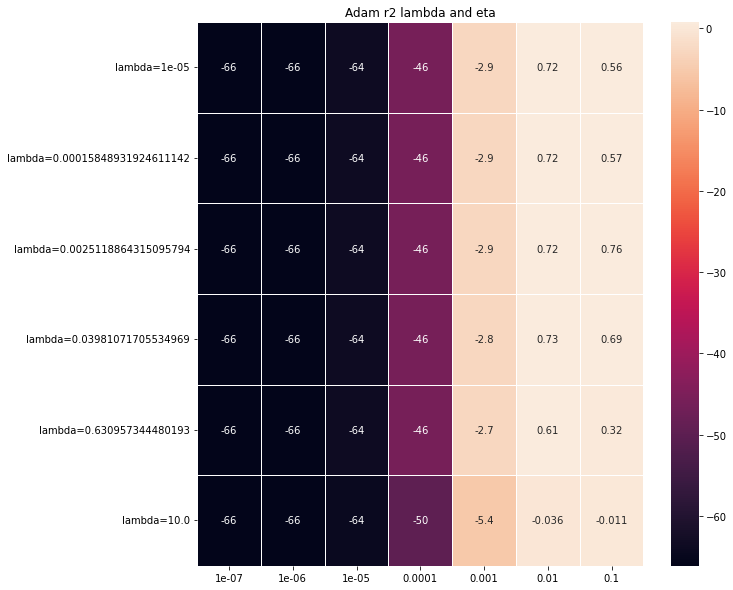 Adam r2 lambda and eta
lambda=1e-05 -66 -66 -64 -46 -2.9 0.72 0.56
lambda=0.00015848931924611142 -66 -66 -64 -46 -2.9 0.72 0.57
lambda=0.0025118864315095794 -66 -66 -64 -46 -2.9 0.72 0.76
lambda=0.03981071705534969 -66 -66 -64 -46 -2.8 0.73 0.69
lambda=0.630957344480193 -66 -66 -64 -46 -2.7 0.61 0.32
lambda=10.0 -66 -66 -64 -50 -5.4 -0.036 -0.011
1e-07 1e-06 1e-05 0.0001 0.001 0.01 0.1
0
−10
−20
−30
−40
−50
−60